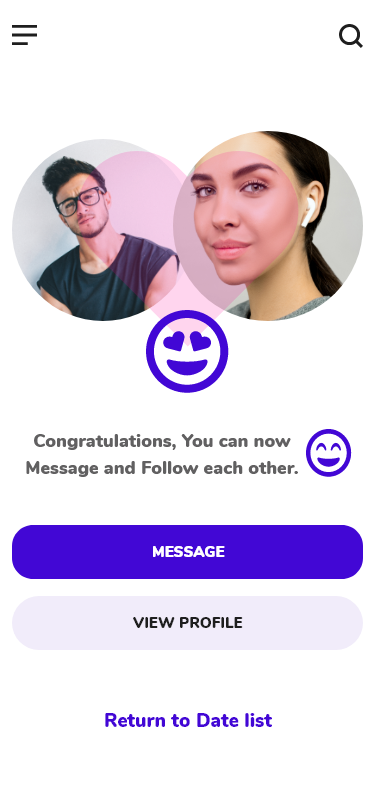 Congratulations, You can now
Message and Follow each other.
MESSAGE
VIEW PROFILE
Return to Date list